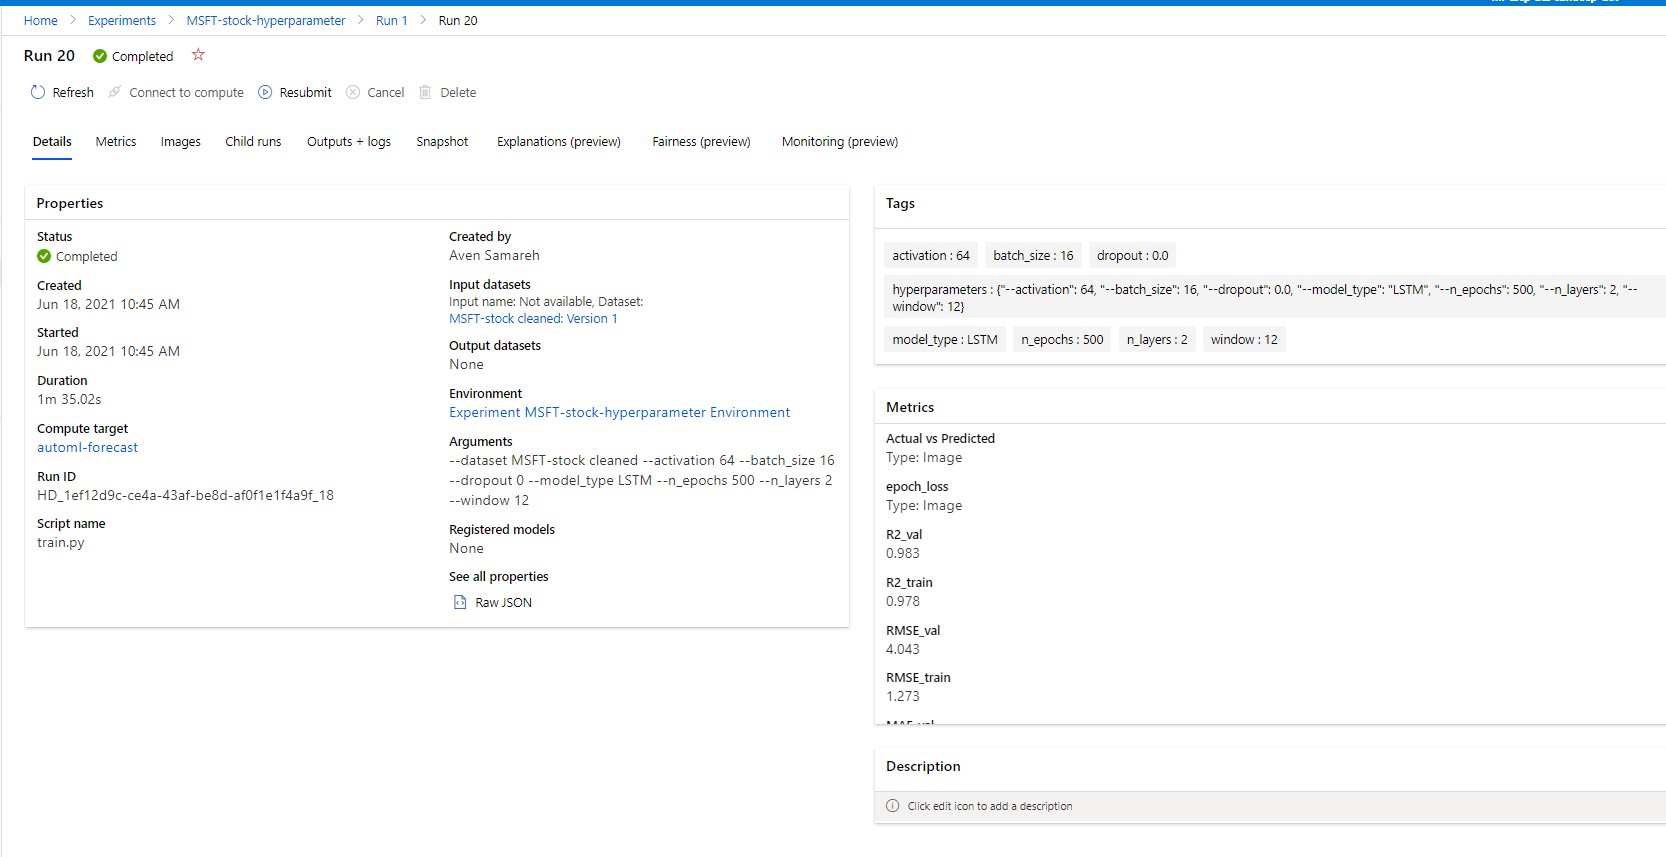 Home > Experiments > MSFT-stock-hyperparameter > Run 1 > Run 20
Run 20 Completed
Refresh Connect to compute Resubmit Cancel Delete
Details Metrics Images Child runs Outputs + logs Snapshot Explanations (preview) Fairness (preview) Monitoring (preview)
Properties
Status
Completed
Created
Jun 18, 2021 10:45 AM
Started
Jun 18, 2021 10:45 AM
Duration
1m 35.02s
Compute target
automl-forecast
Run ID
HD_1ef12d9c-ce4a-43af-be8d-af0f1e1f4a9f_18
Script name
train.py
Created by
Aven Samareh
Input datasets
Input name: Not available, Dataset:
MSFT-stock cleaned: Version 1
Output datasets
None
Environment
Experiment MSFT-stock-hyperparameter Environment
Arguments
--dataset MSFT-stock cleaned --activation 64 --batch_size 16
--dropout 0 --model_type LSTM --n_epochs 500 --n_layers 2
--window 12
Registered models
None
See all properties
Raw JSON
Tags
activation : 64 batch_size : 16 dropout : 0.0
hyperparameters : {"--activation": 64, "--batch_size": 16, "--dropout": 0.0, "--model_type": "LSTM", "--n_epochs": 500, "--n_layers": 2, "--
window": 12}
model_type : LSTM n_epochs : 500 n_layers : 2 window : 12
Metrics
Actual vs Predicted
Type: Image
epoch_loss
Type: Image
R2_val
0.983
R2_train
0.978
RMSE_val
4.043
RMSE_train
1.273
MAE_val
Description
Click edit icon to add a description